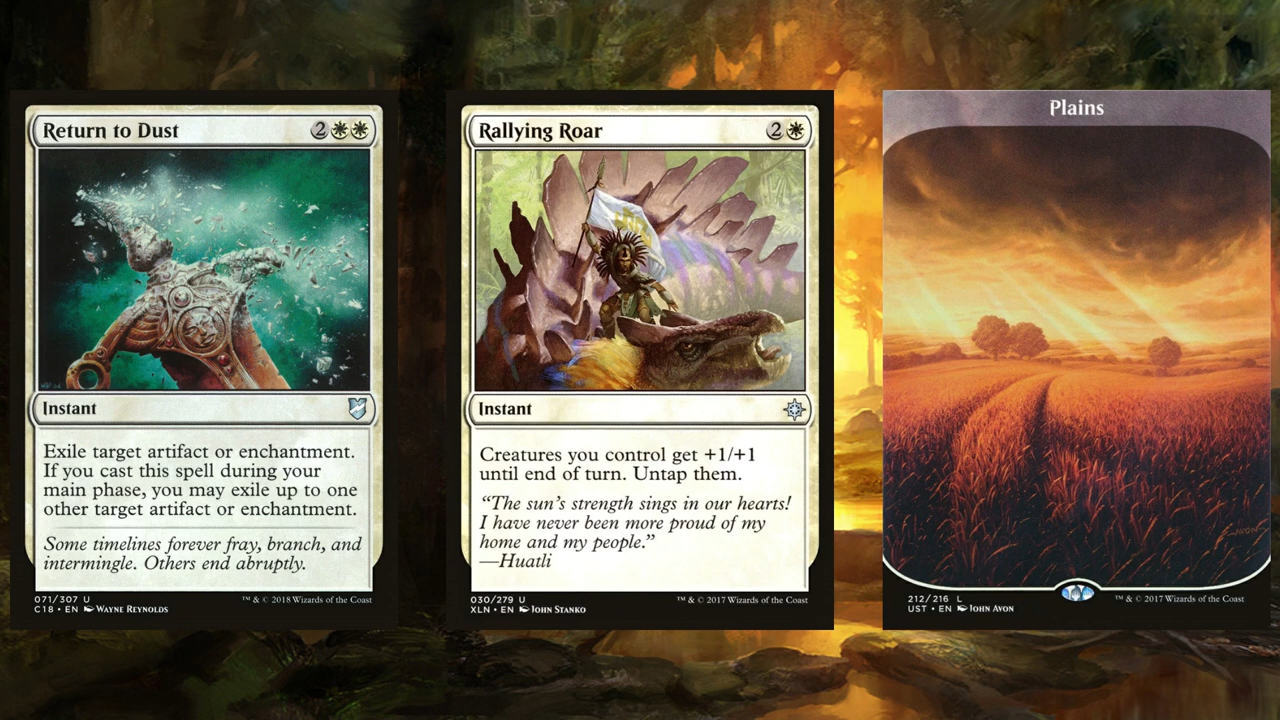 Return to Dust 2
Instant
Exile target artifact or enchantment.
If you cast this spell during your
main phase, you may exile up to one
other target artifact or enchantment.
Some timelines forever fray, branch, and
intermingle. Others end abruptly.
071/307 U
C18 • EN Wayne Reynolds
™ & © 2018 Wizards of the Coast
Rallying Roar 2
Instant
Creatures you control get +1/+1
until end of turn. Untap them.
“The sun’s strength sings in our hearts!
I have never been more proud of my
home and my people.”
—Huatli
030/279 U
XLN • EN John Stanko
™ & © 2017 Wizards of the Coast
Plains
212/216 L
UST • EN John Avon
™ & © 2017 Wizards of the Coast